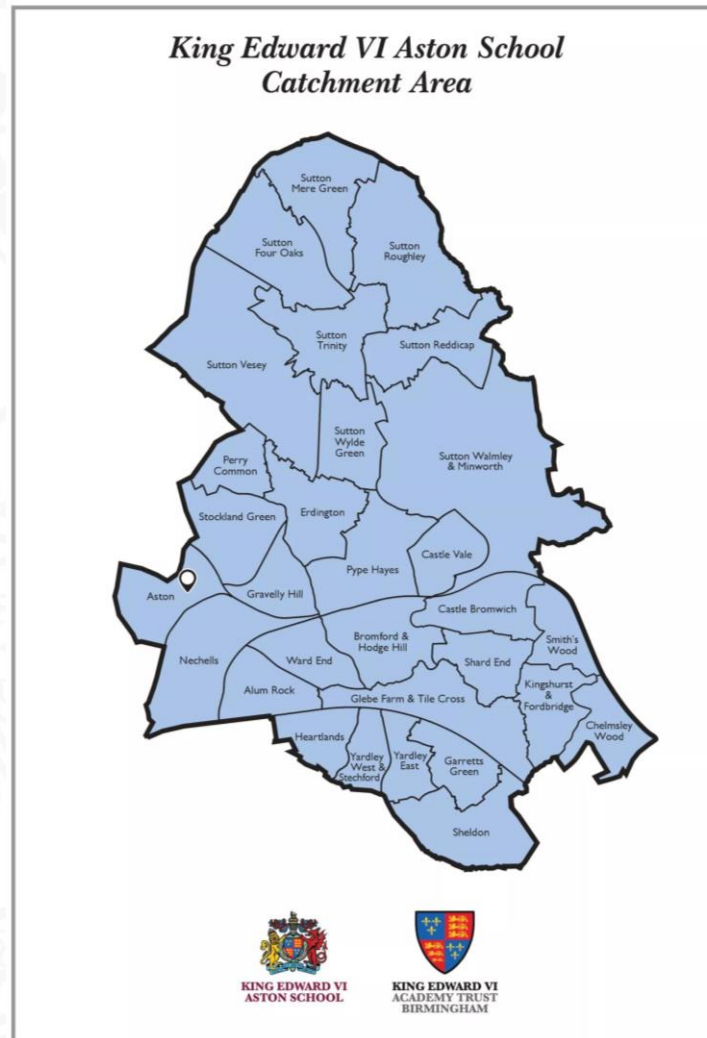 King Edward VI Aston School
Catchment Area
Sutton
Mere Green
Sutton
Four Oaks
Sutton
Roughley
Sutton
Trinity
Sutton Reddicap
Sutton Vesey
Sutton
Wylde
Green
Sutton Walmley
& Minworth
Perry
Common
Stockland Green
Erdington
Castle Vale
Pype Hayes
Aston
Gravelly Hill
Castle Bromwich
Bromford &
Hodge Hill
Smith's
Wood
Nechells
Ward End
Shard End
Alum Rock
Glebe Farm & Tile Cross
Kingshurst
&
Fordbridge
Chelmsley
Wood
Heartlands
Yardley
West &
Stechford
Yardley
East
Garretts
Green
Sheldon
KING EDWARD VI
ASTON SCHOOL
KING EDWARD VI
ACADEMY TRUST
BIRMINGHAM